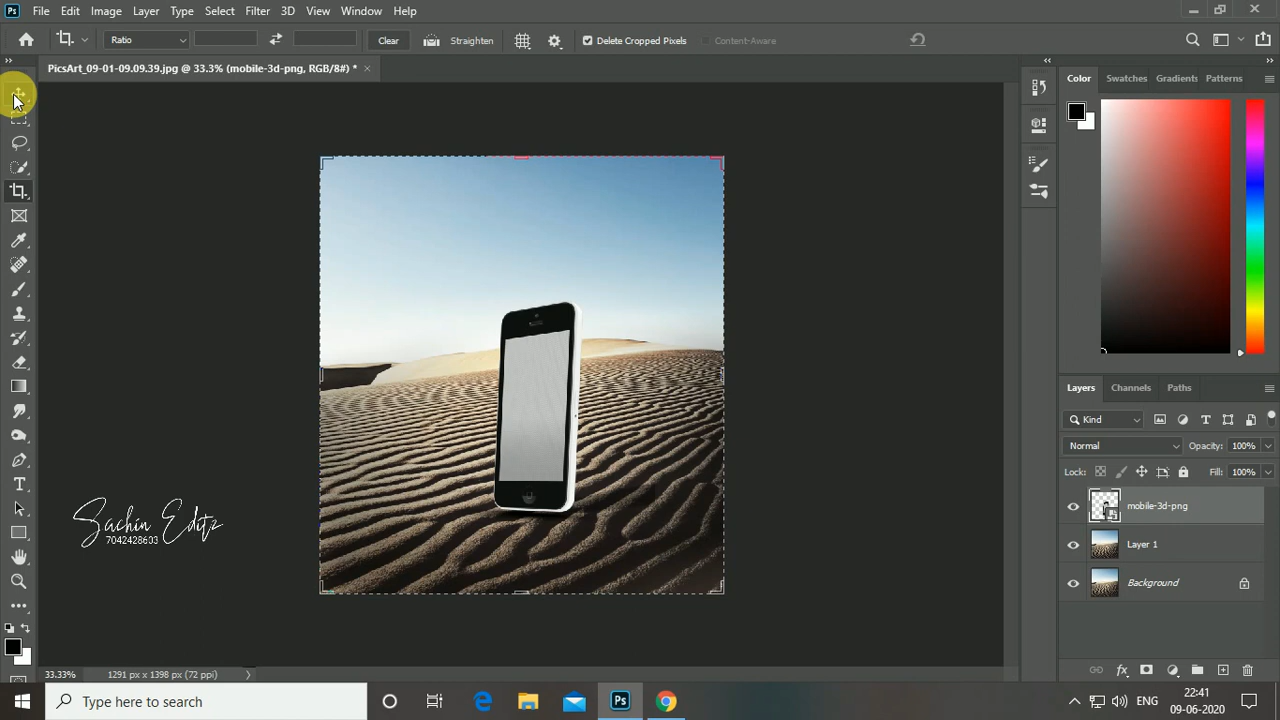 Ps File Edit Image Layer Type Select Filter 3D View Window Help
Ratio Clear Straighten Delete Cropped Pixels Content-Aware
PicsArt_09-01-09.09.39.jpg @ 33.3% (mobile-3d-png, RGB/8#) *
Color Swatches Gradients Patterns
Layers Channels Paths
Kind
Normal Opacity: 100%
Lock: Fill: 100%
mobile-3d-png
Layer 1
Background
Sachin Editz
7042428603
33.33% 1291 px x 1398 px (72 ppi)
Type here to search
Ps
ENG
22:41
09-06-2020